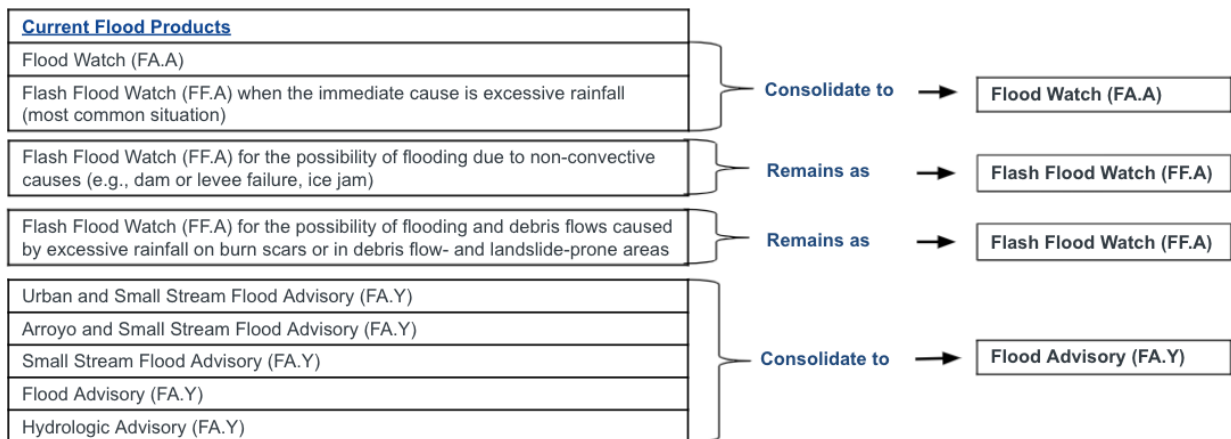 Current Flood Products
Flood Watch (FA.A)
Flash Flood Watch (FF.A) when the immediate cause is excessive rainfall
(most common situation)
Consolidate to
Flood Watch (FA.A)
Flash Flood Watch (FF.A) for the possibility of flooding due to non-convective
causes (e.g., dam or levee failure, ice jam)
Remains as
Flash Flood Watch (FF.A)
Flash Flood Watch (FF.A) for the possibility of flooding and debris flows caused
by excessive rainfall on burn scars or in debris flow- and landslide-prone areas
Remains as
Flash Flood Watch (FF.A)
Urban and Small Stream Flood Advisory (FA.Y)
Arroyo and Small Stream Flood Advisory (FA.Y)
Small Stream Flood Advisory (FA.Y)
Flood Advisory (FA.Y)
Hydrologic Advisory (FA.Y)
Consolidate to
Flood Advisory (FA.Y)